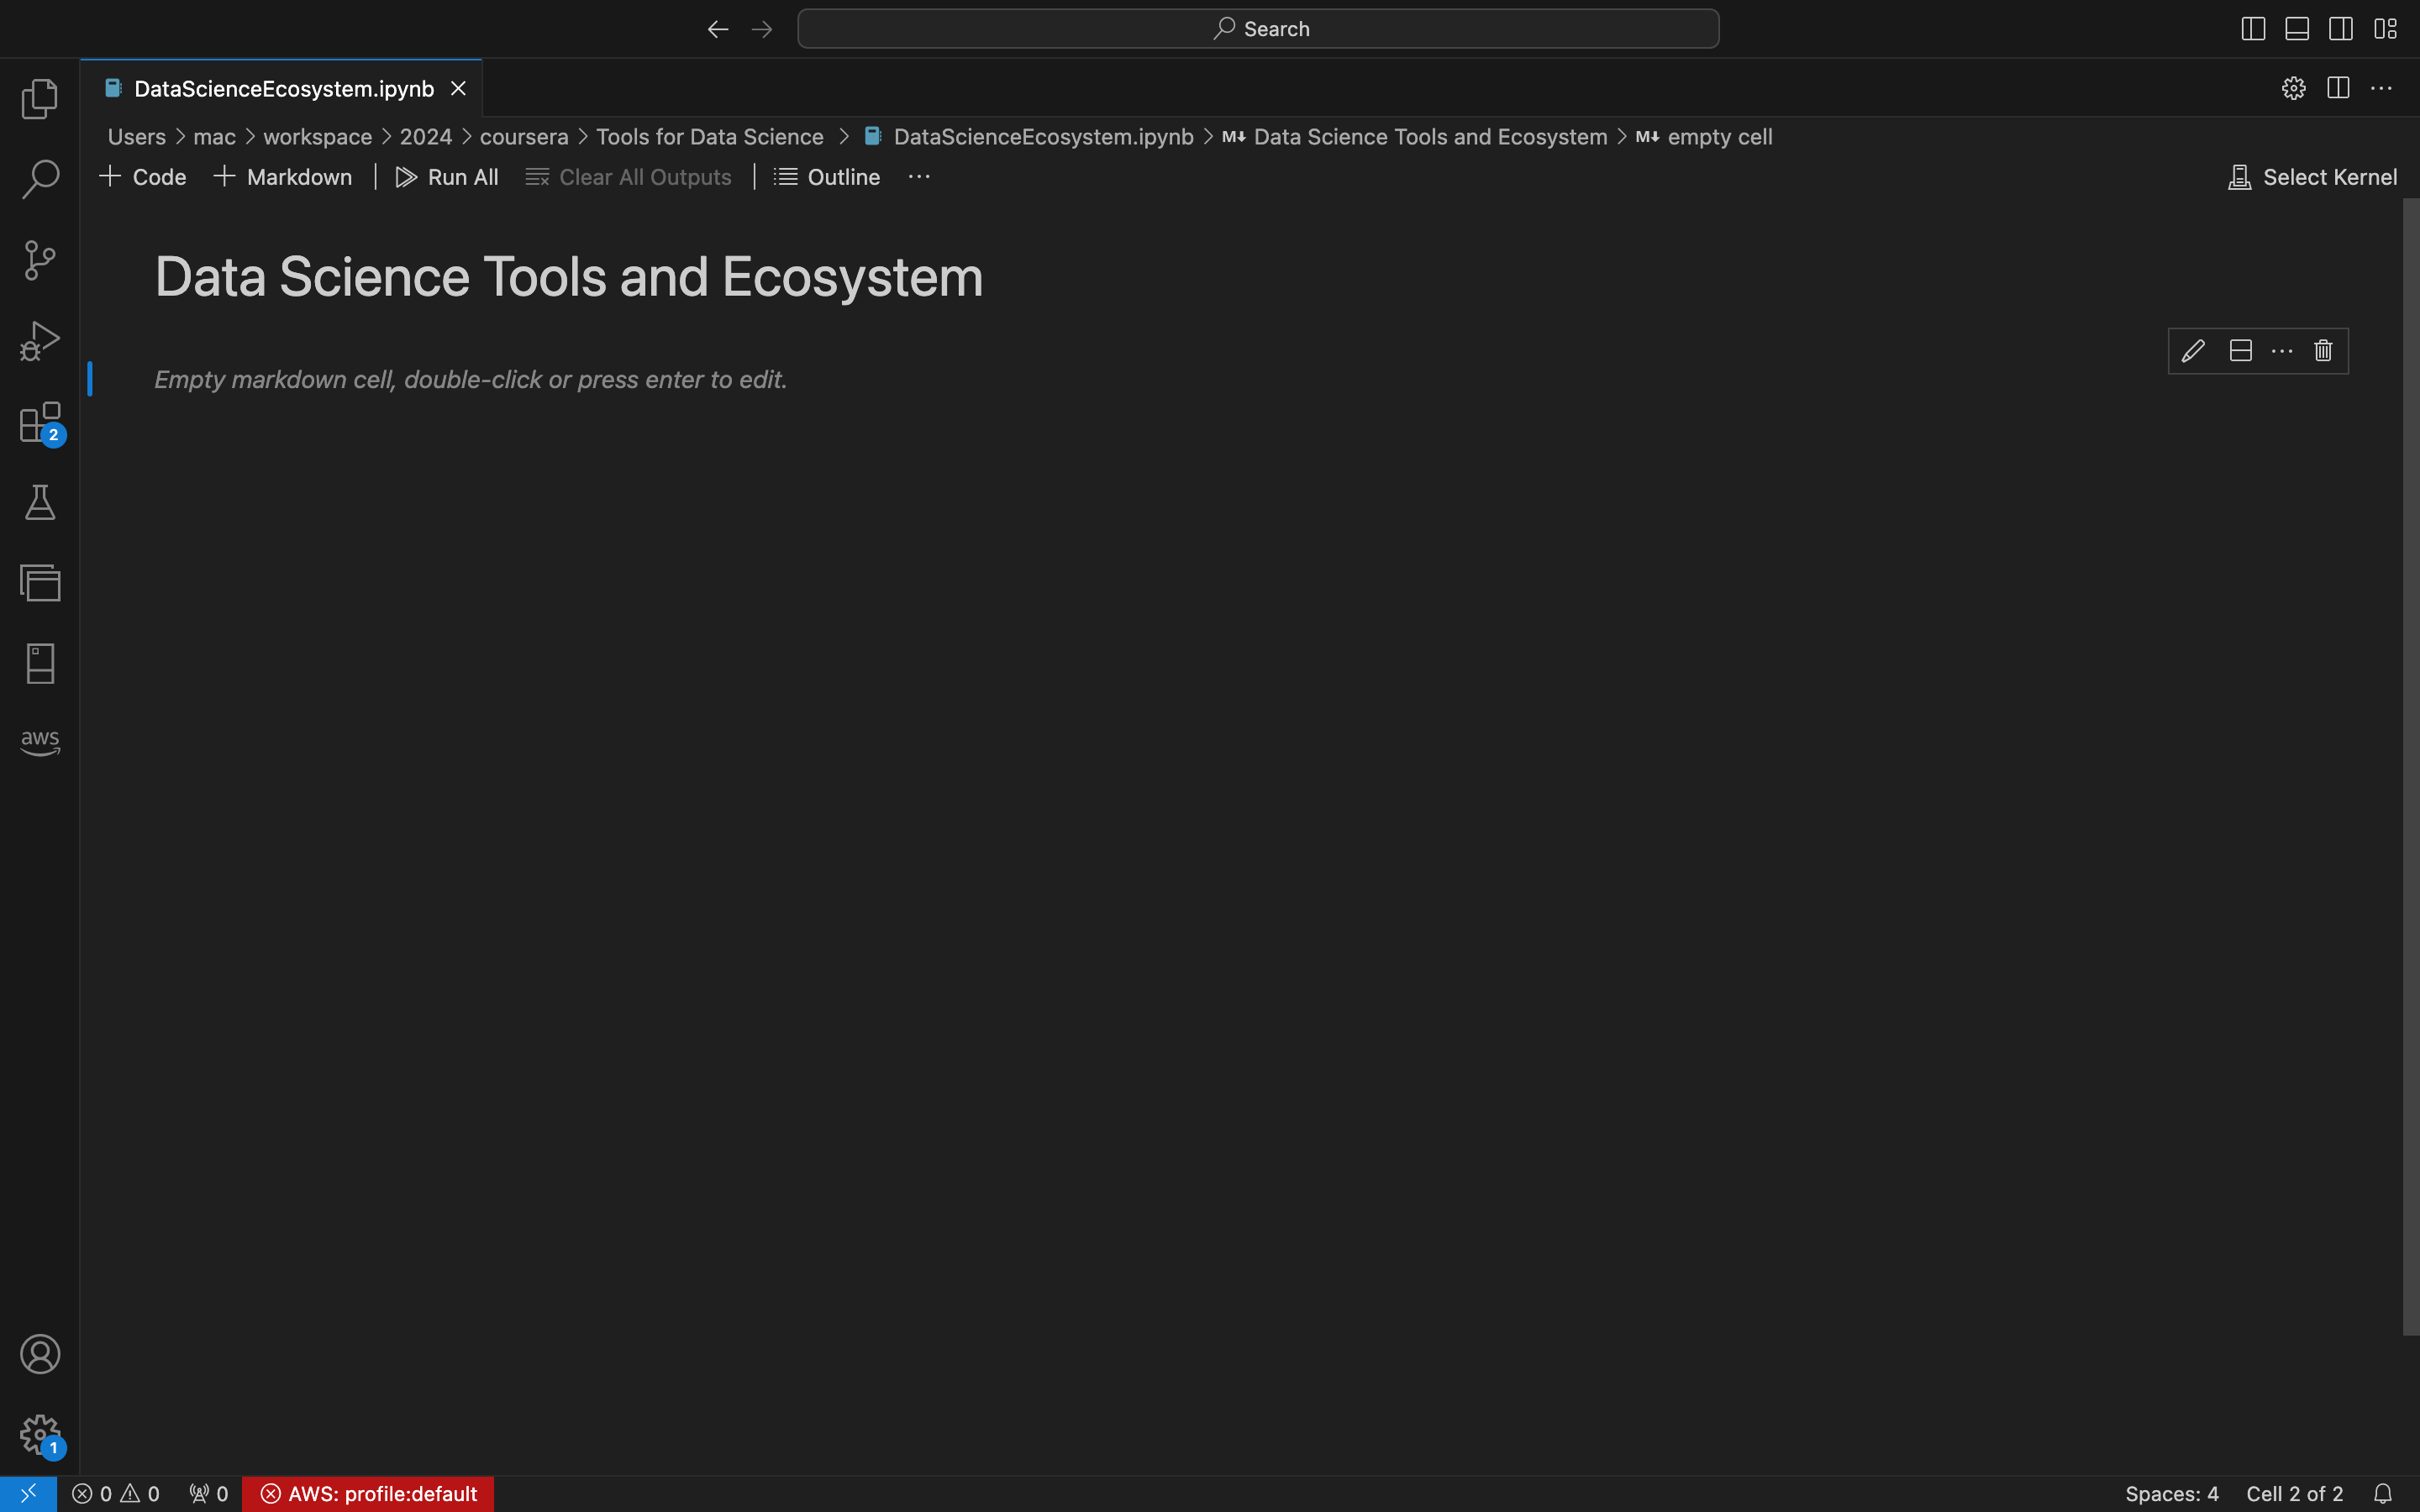 Search
DataScienceEcosystem.ipynb
Users > mac > workspace > 2024 > coursera > Tools for Data Science > DataScienceEcosystem.ipynb > M↓ Data Science Tools and Ecosystem > M↓ empty cell
+ Code + Markdown | Run All Clear All Outputs | Outline ··· Select Kernel
Data Science Tools and Ecosystem
Empty markdown cell, double-click or press enter to edit.
2
aws
1
0 0 0 AWS: profile:default Spaces: 4 Cell 2 of 2